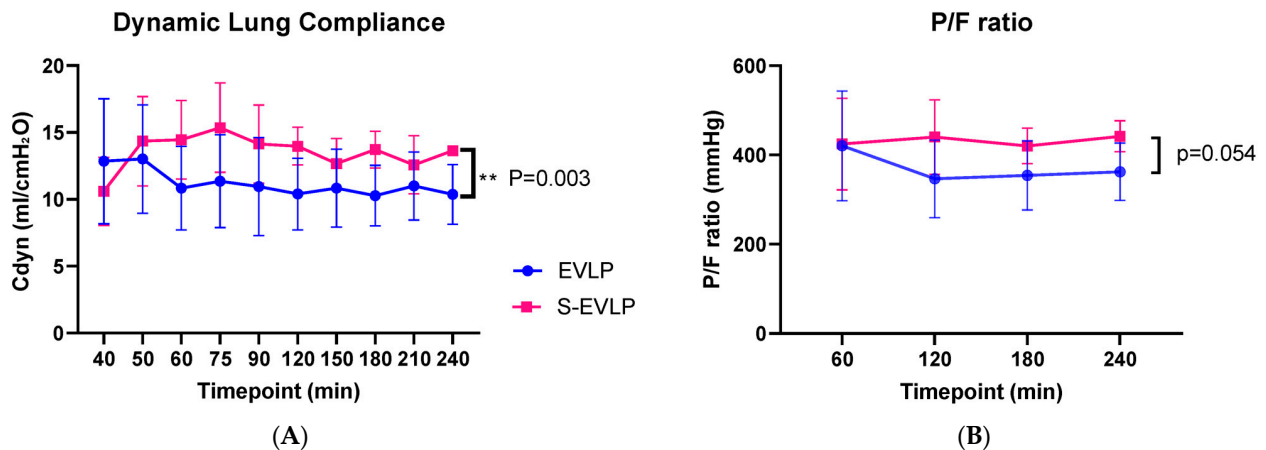 Dynamic Lung Compliance
20
15
10
5
0
Cdyn (ml/cmH₂O)
40 50 60 75 90 120 150 180 210 240
Timepoint (min)
** P=0.003
EVLP
S-EVLP
(A)
P/F ratio
600
400
200
0
P/F ratio (mmHg)
60 120 180 240
Timepoint (min)
p=0.054
(B)